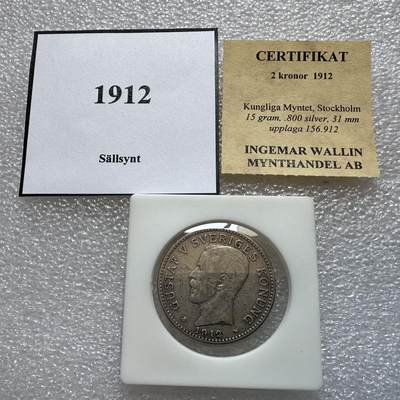 1912
Sällsynt
CERTIFIKAT
2 kronor 1912
Kungliga Myntet, Stockholm
15 gram, .800 silver, 31 mm
upplaga 156.912
INGEMAR WALLIN
MYNTHANDEL AB
GUSTAF V SVERIGES KONUNG
1912